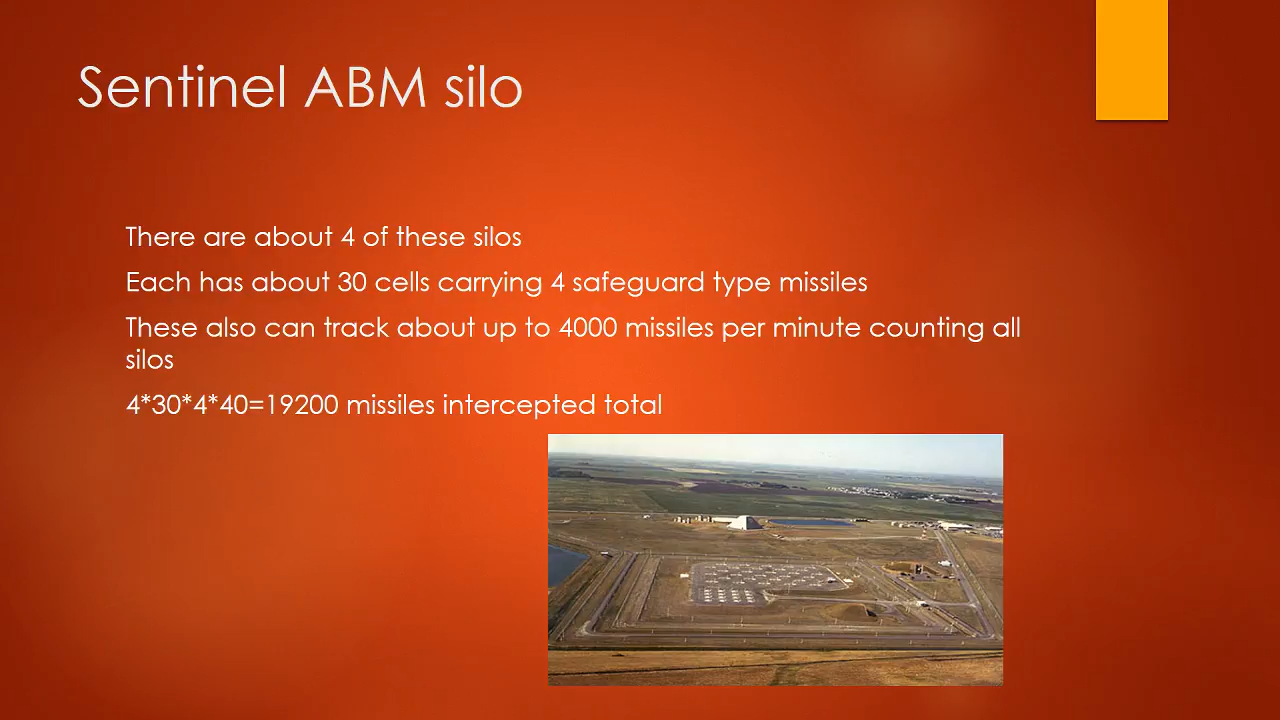 Sentinel ABM silo
There are about 4 of these silos
Each has about 30 cells carrying 4 safeguard type missiles
These also can track about up to 4000 missiles per minute counting all
silos
4*30*4*40=19200 missiles intercepted total